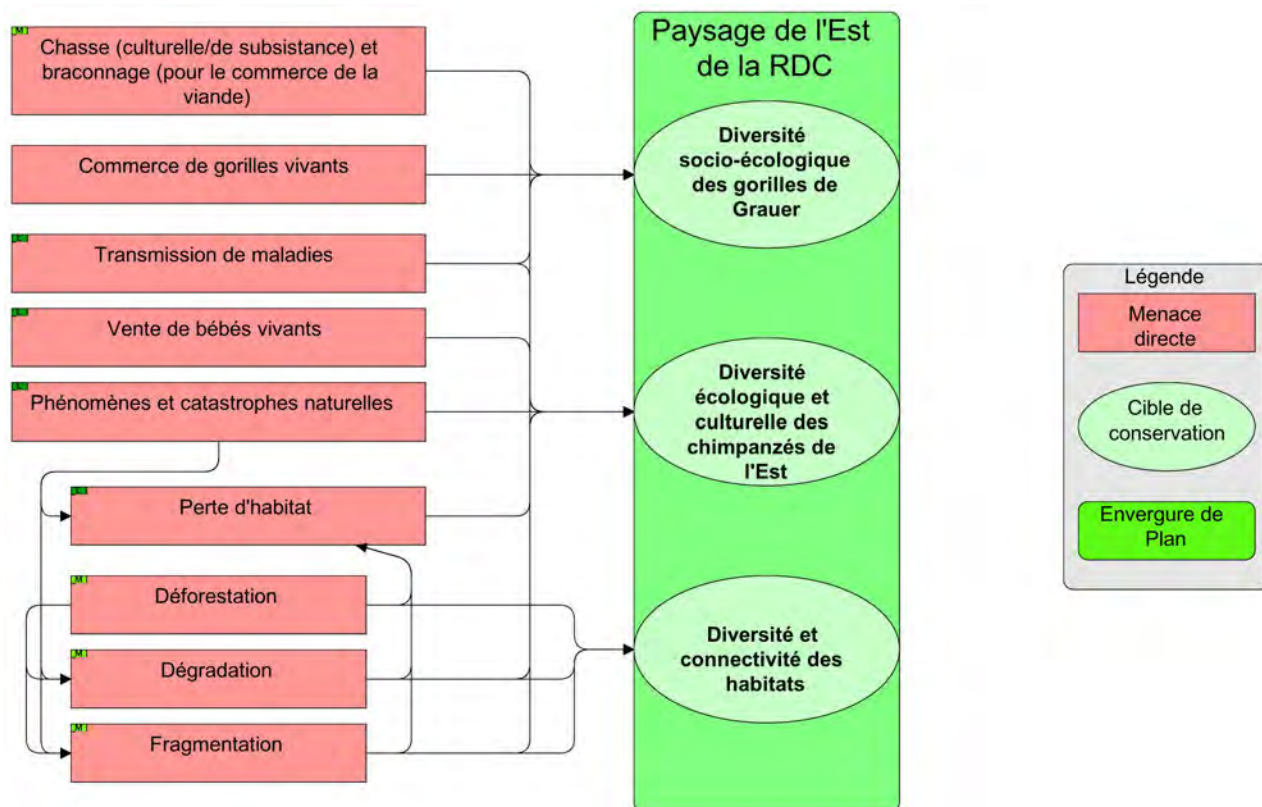 M
Chasse (culturelle/de subsistance) et
braconnage (pour le commerce de la
viande)
Commerce de gorilles vivants
Transmission de maladies
Vente de bébés vivants
Phénomènes et catastrophes naturelles
Perte d'habitat
M
Déforestation
M
Dégradation
M
Fragmentation
Paysage de l'Est
de la RDC
Diversité
socio-écologique
des gorilles de
Grauer
Diversité
écologique et
culturelle des
chimpanzés de
l'Est
Diversité et
connectivité des
habitats
Légende
Menace
directe
Cible de
conservation
Envergure de
Plan